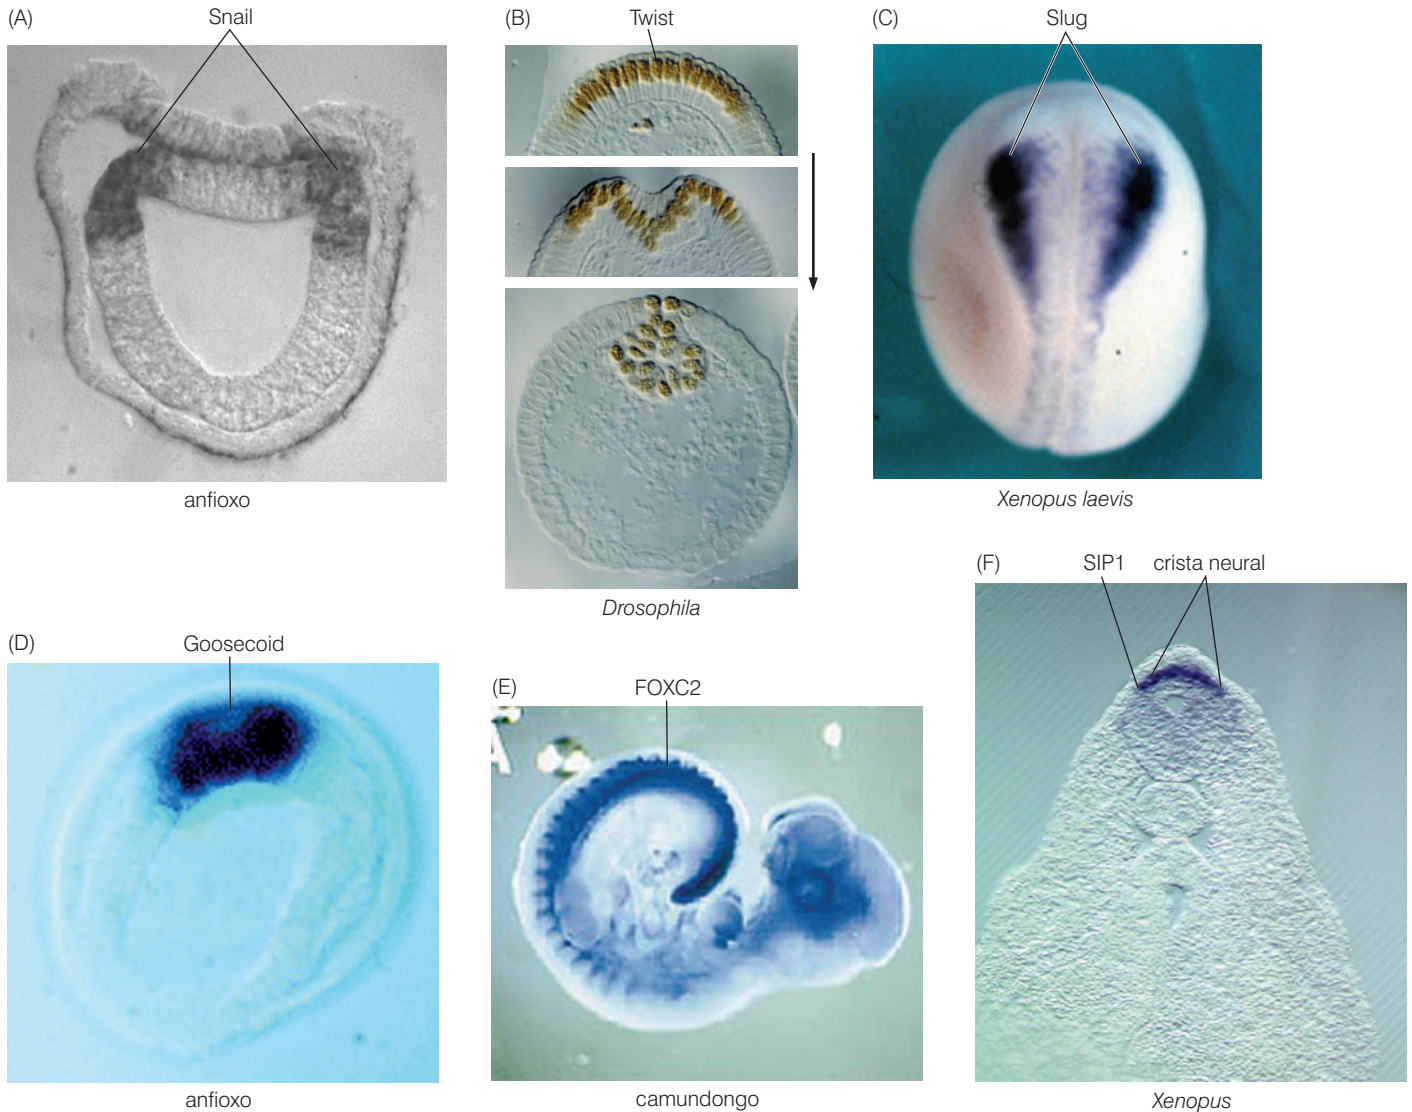 (A)
Snail
anfioxo
(B)
Twist
Drosophila
(C)
Slug
Xenopus laevis
(D)
Goosecoid
anfioxo
(E)
FOXC2
A
camundongo
(F)
SIP1 crista neural
Xenopus